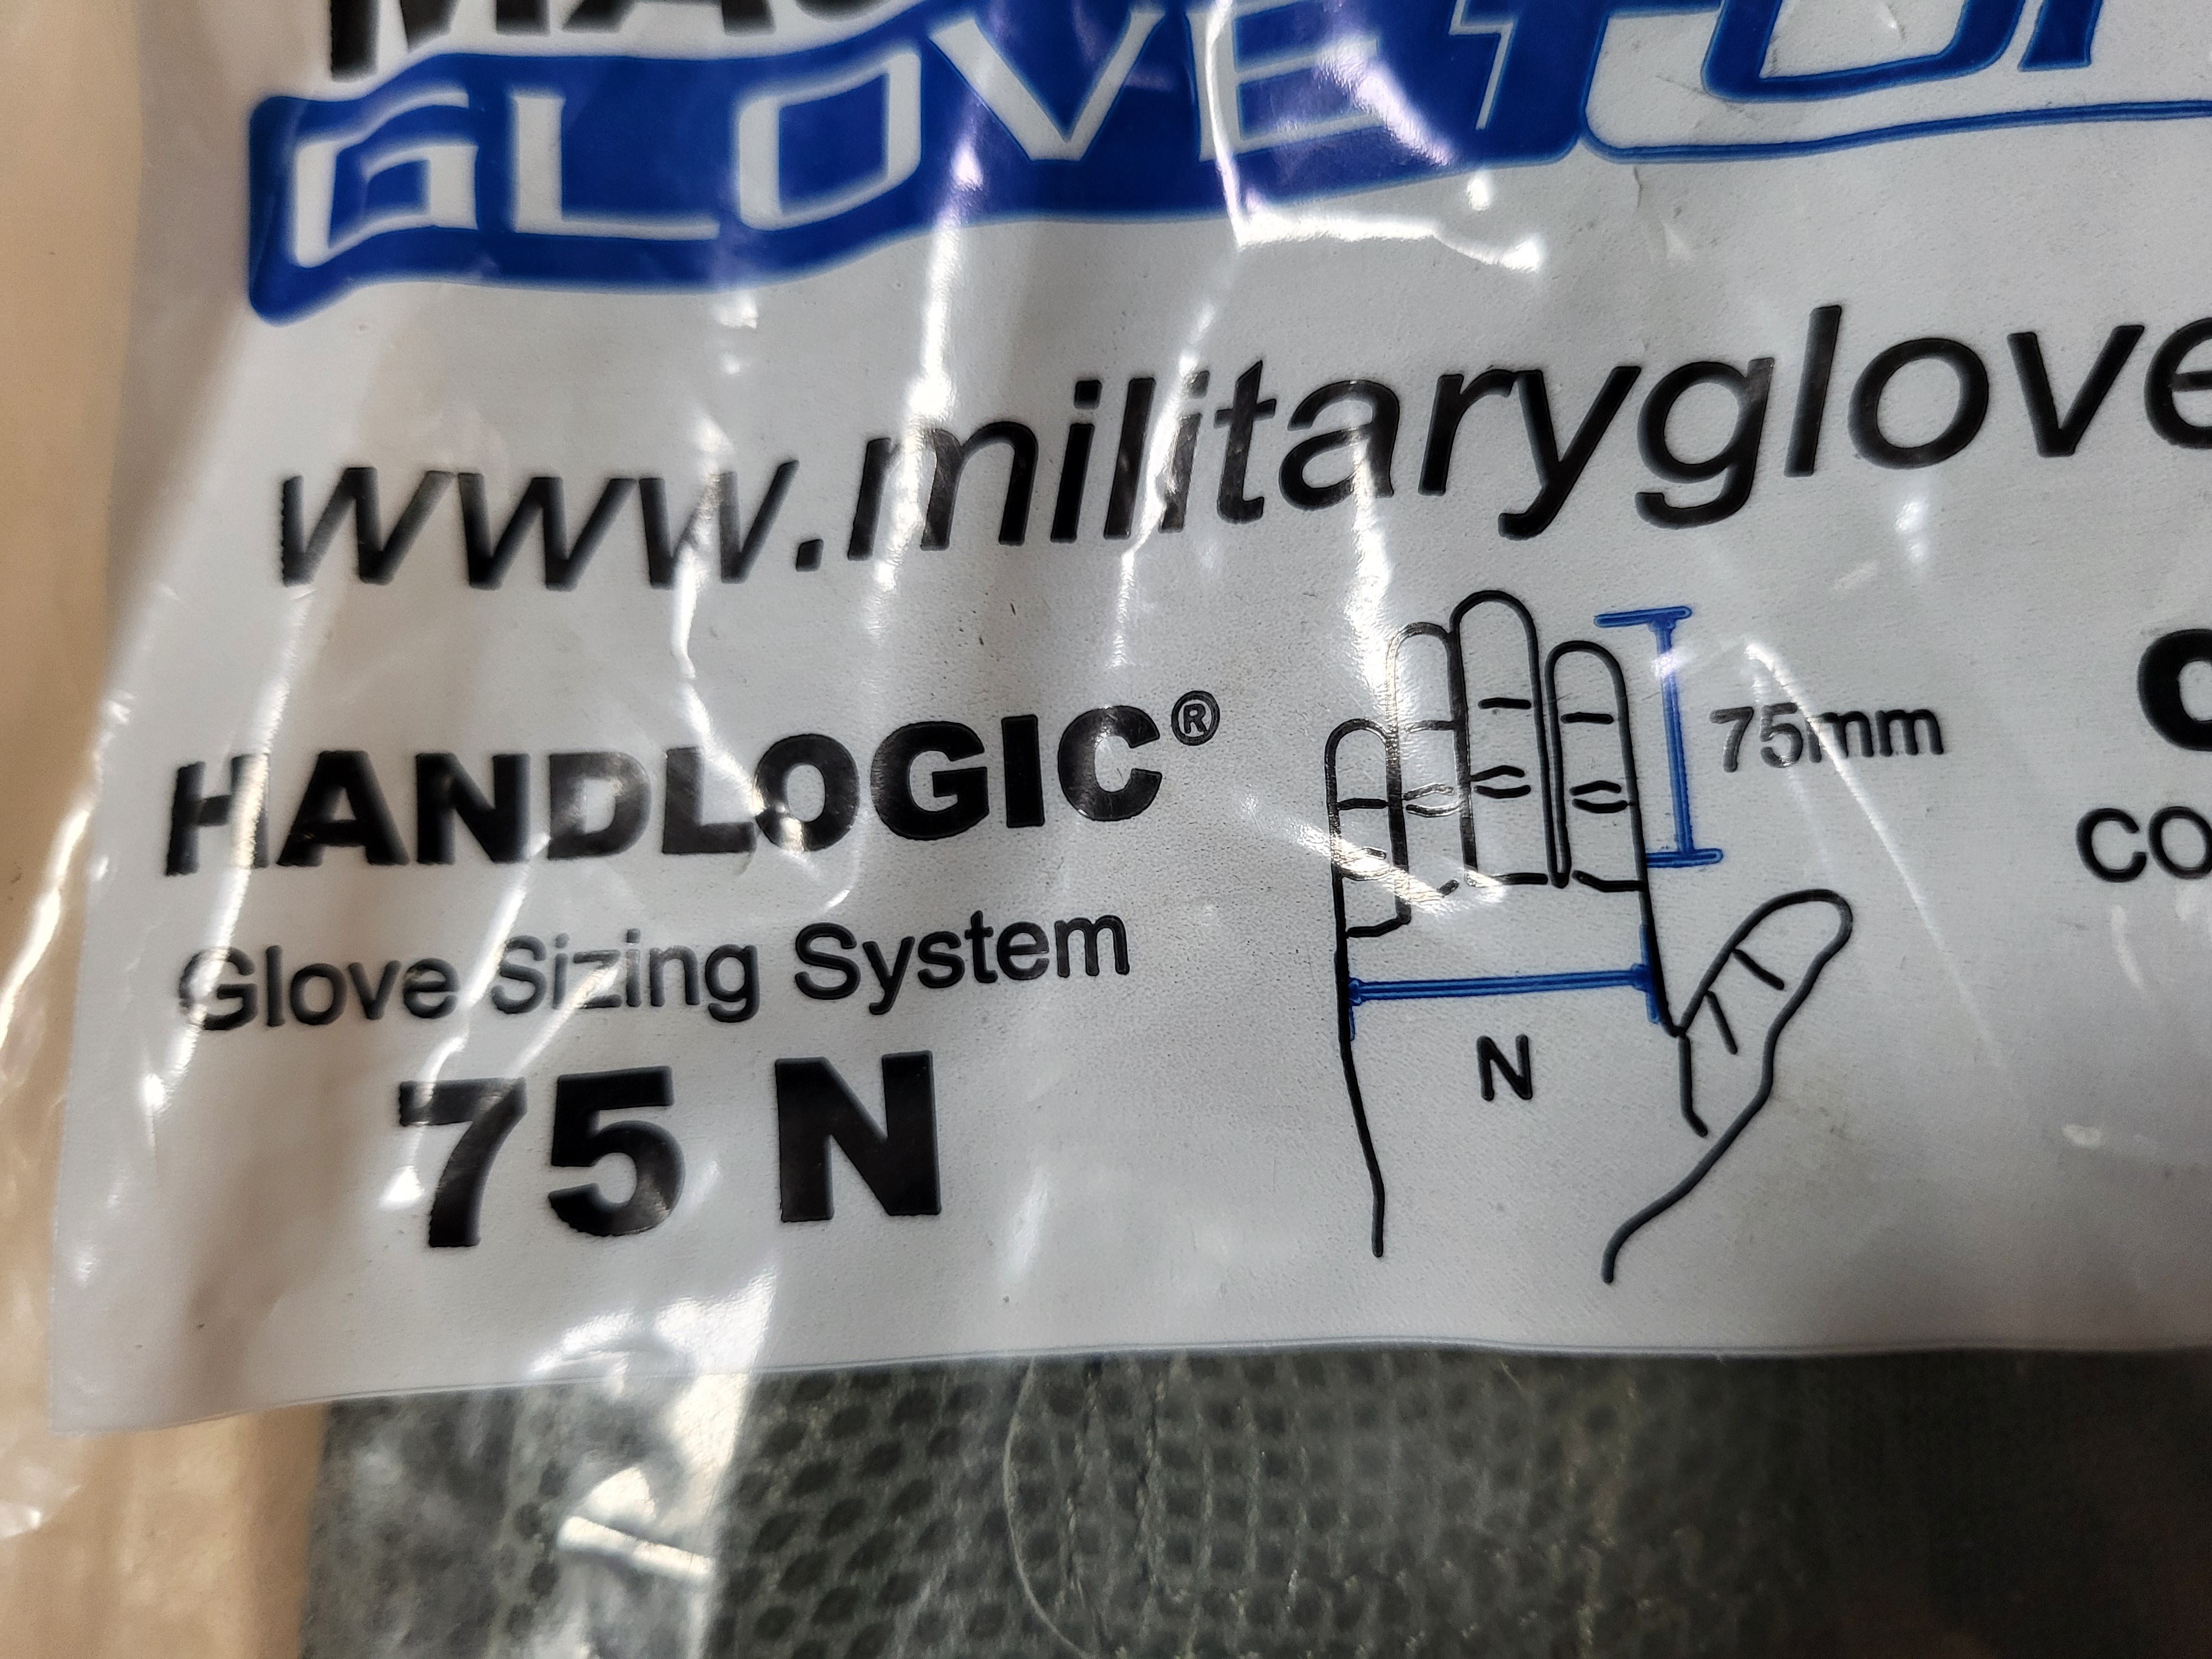 GLOVE
www.militaryglove
HANDLOGIC®
Glove Sizing System
75 N
75mm
N
CO